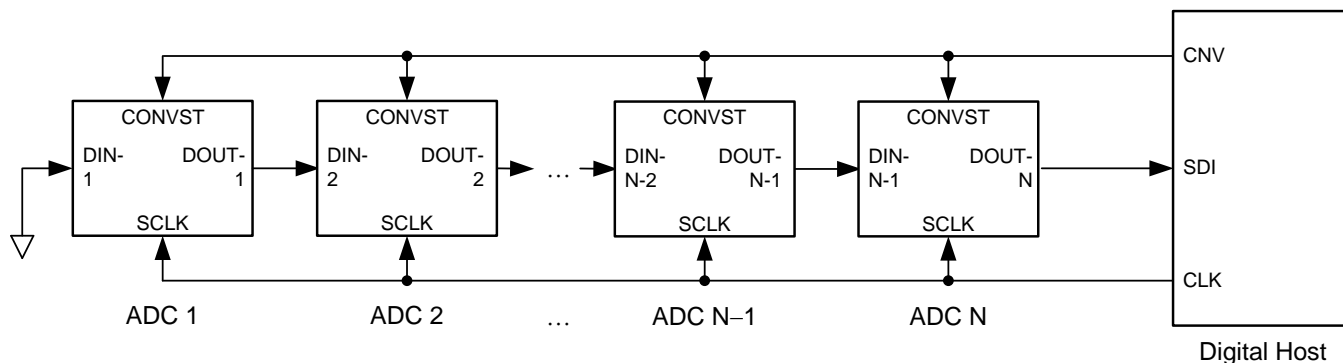 CNV
CONVST
CONVST
CONVST
CONVST
DIN-
1
DOUT-
1
DIN-
2
DOUT-
2
...
DIN-
N-2
DOUT-
N-1
DIN-
N-1
DOUT-
N
SDI
SCLK
SCLK
SCLK
SCLK
CLK
ADC 1
ADC 2
...
ADC N−1
ADC N
Digital Host